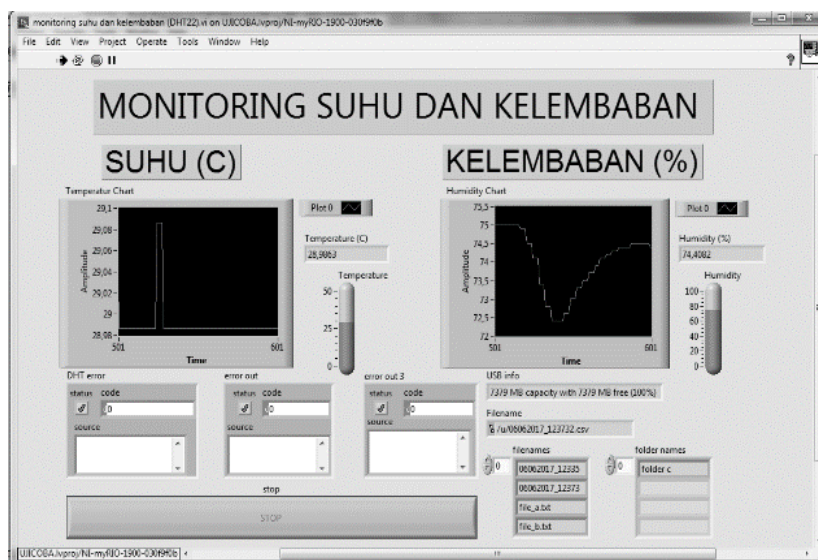 monitoring suhu dan kelembaban (DHT22).vi on UJICOBA.lvproj/NI-myRIO-1900-030f9f0b
File Edit View Project Operate Tools Window Help
MONITORING SUHU DAN KELEMBABAN
SUHU (C)
KELEMBABAN (%)
Temperatur Chart
Plot 0
29,1
29,08
29,06
29,04
29,02
29
28,98
Amplitude
501
601
Time
Temperature (C)
28,9863
Temperature
50
25
0
Humidity Chart
Plot 0
75,5
75
74,5
74
73,5
73
72,5
72
Amplitude
501
601
Time
Humidity (%)
74,4082
Humidity
100
80
60
40
20
0
DHT error
status code
0
source
error out
status code
0
source
error out 3
status code
0
source
USB info
7379 MB capacity with 7379 MB free (100%)
Filename
/u/06062017_123732.csv
filenames
0
06062017_12335
06062017_12373
file_a.txt
file_b.txt
folder names
0
folder c
stop
STOP
UJICOBA.lvproj/NI-myRIO-1900-030f9f0b